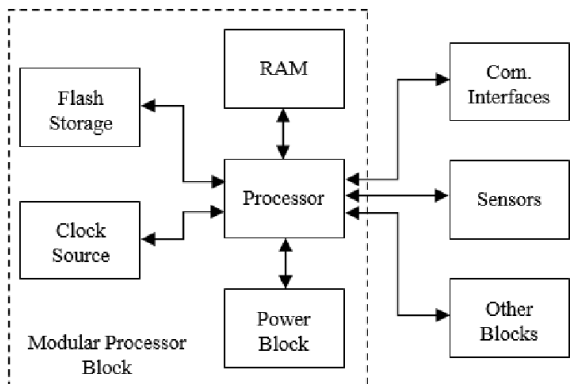 RAM
Flash
Storage
Com.
Interfaces
Processor
Sensors
Clock
Source
Power
Block
Other
Blocks
Modular Processor
Block